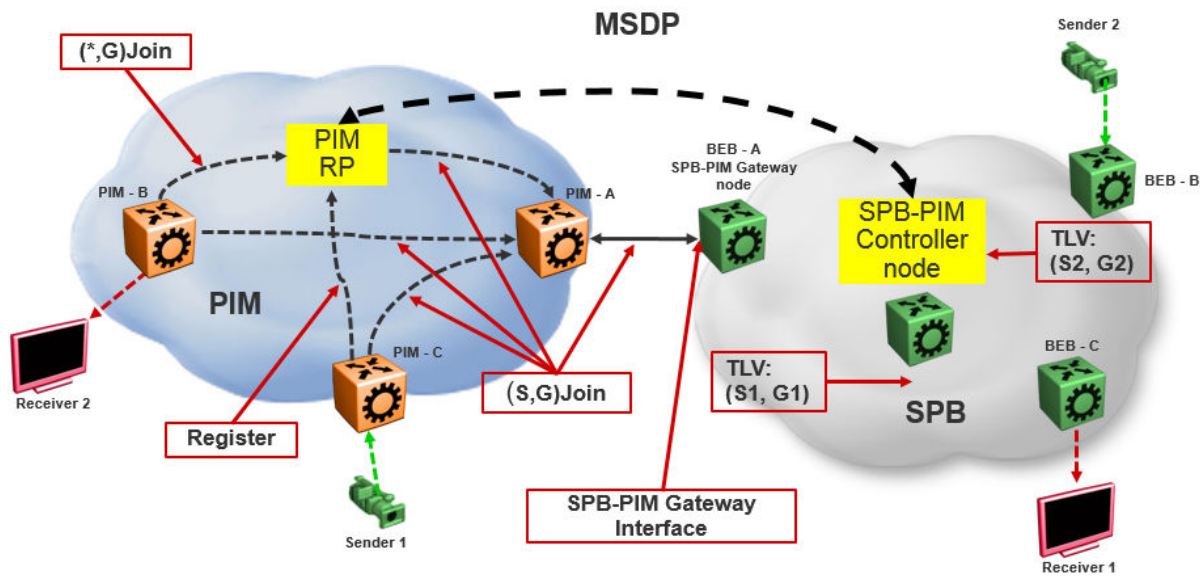 MSDP
Sender 2
(*,G)Join
PIM
RP
BEB - A
SPB-PIM Gateway
node
PIM - B
PIM - A
BEB - B
SPB-PIM
Controller
node
TLV:
(S2, G2)
PIM
PIM - C
BEB - C
Receiver 2
(S,G)Join
TLV:
(S1, G1)
SPB
Register
SPB-PIM Gateway
Interface
Sender 1
Receiver 1